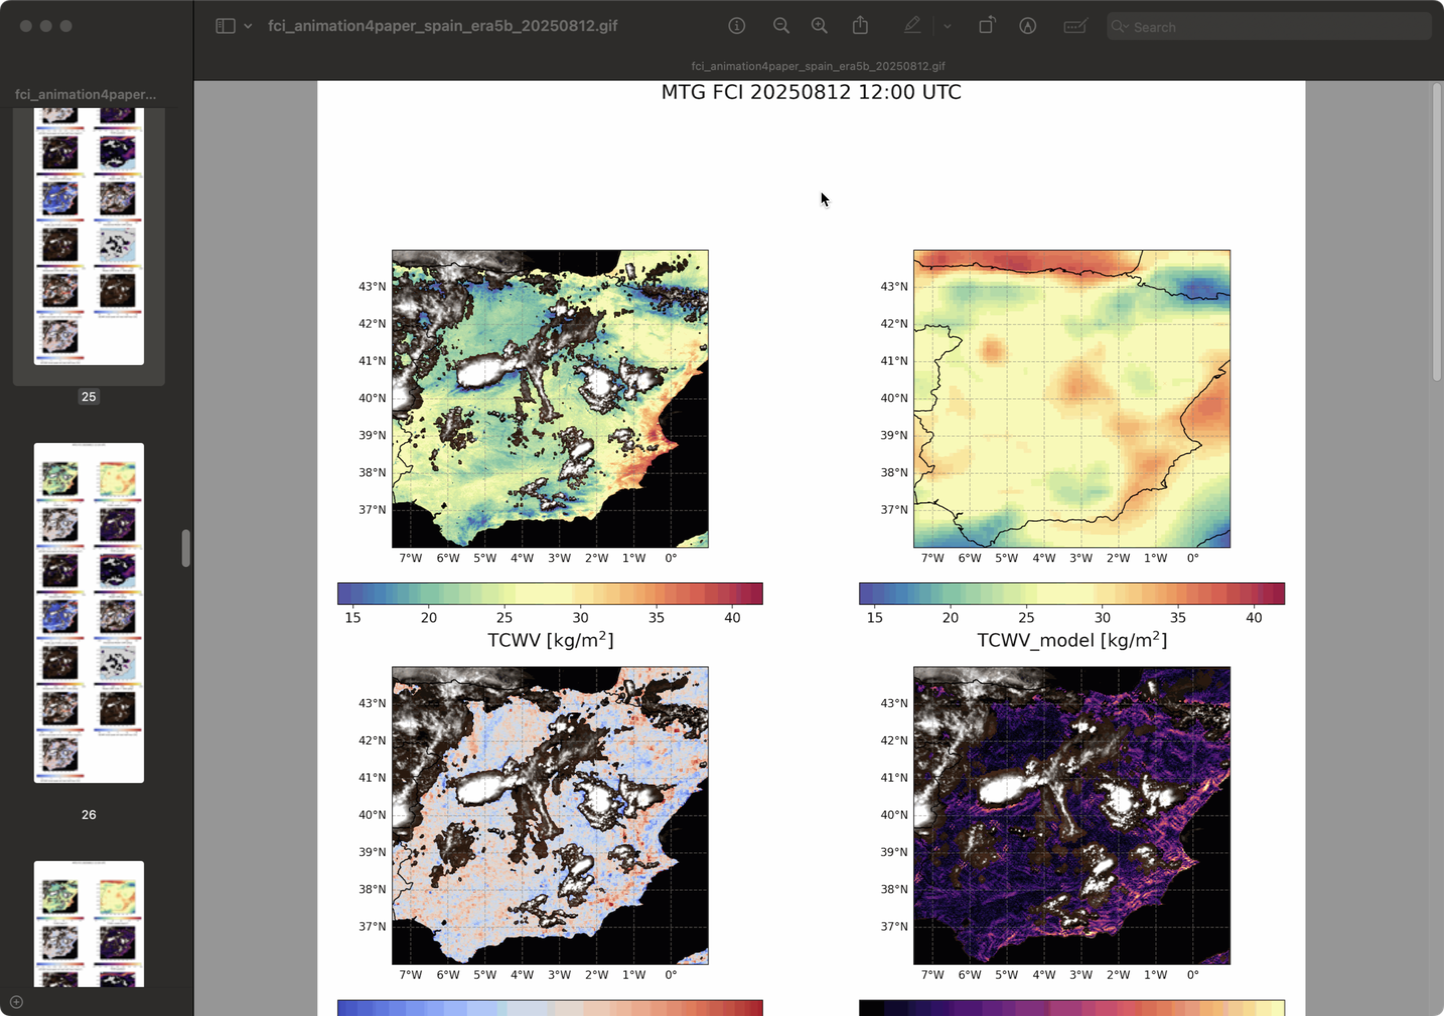 fci_animation4paper_spain_era5b_20250812.gif
Search
fci_animation4paper_spain_era5b_20250812.gif
fci_animation4paper...
25
26
MTG FCI 20250812 12:00 UTC
43°N
42°N
41°N
40°N
39°N
38°N
37°N
7°W 6°W 5°W 4°W 3°W 2°W 1°W 0°
15 20 25 30 35 40
TCWV [kg/m²]
43°N
42°N
41°N
40°N
39°N
38°N
37°N
7°W 6°W 5°W 4°W 3°W 2°W 1°W 0°
15 20 25 30 35 40
TCWV_model [kg/m²]
43°N
42°N
41°N
40°N
39°N
38°N
37°N
7°W 6°W 5°W 4°W 3°W 2°W 1°W 0°
43°N
42°N
41°N
40°N
39°N
38°N
37°N
7°W 6°W 5°W 4°W 3°W 2°W 1°W 0°